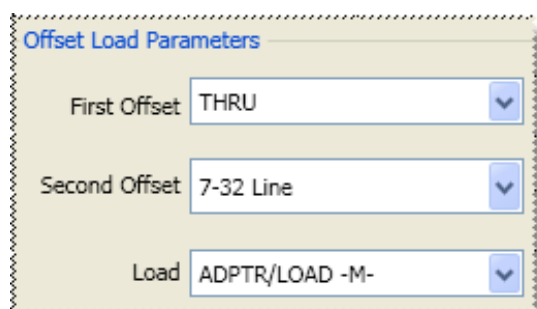 Offset Load Parameters
First Offset THRU
Second Offset 7-32 Line
Load ADPTR/LOAD -M-